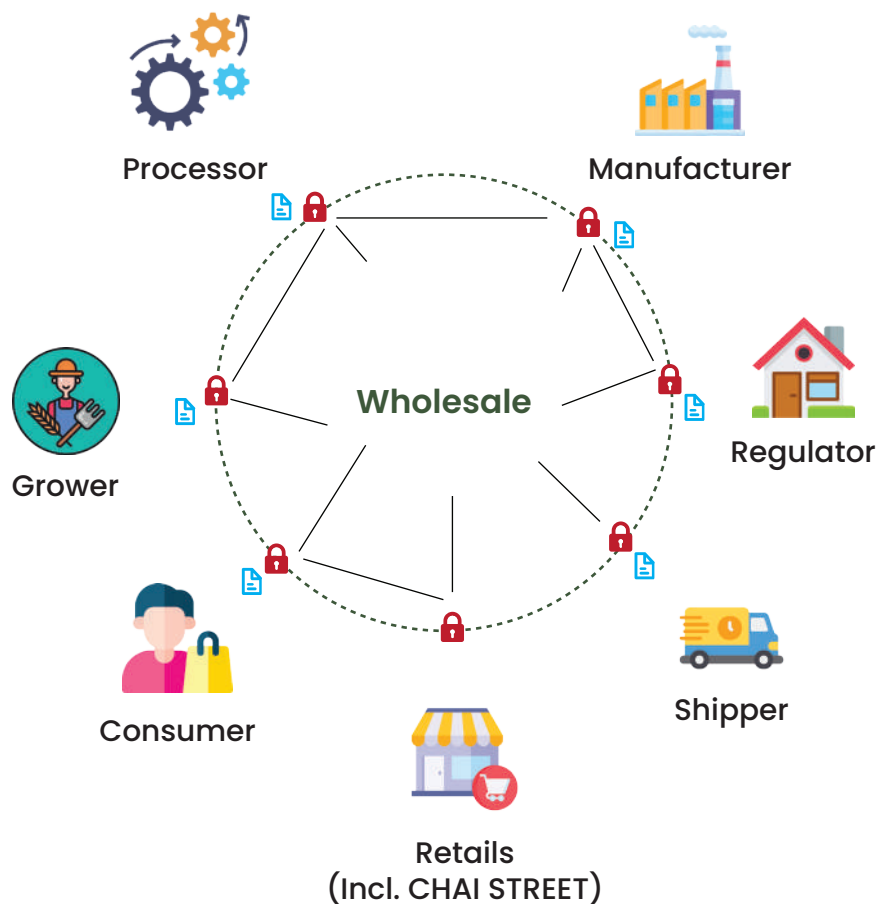 Processor
Manufacturer
Wholesale
Grower
Regulator
Consumer
Shipper
Retails
(Incl. CHAI STREET)